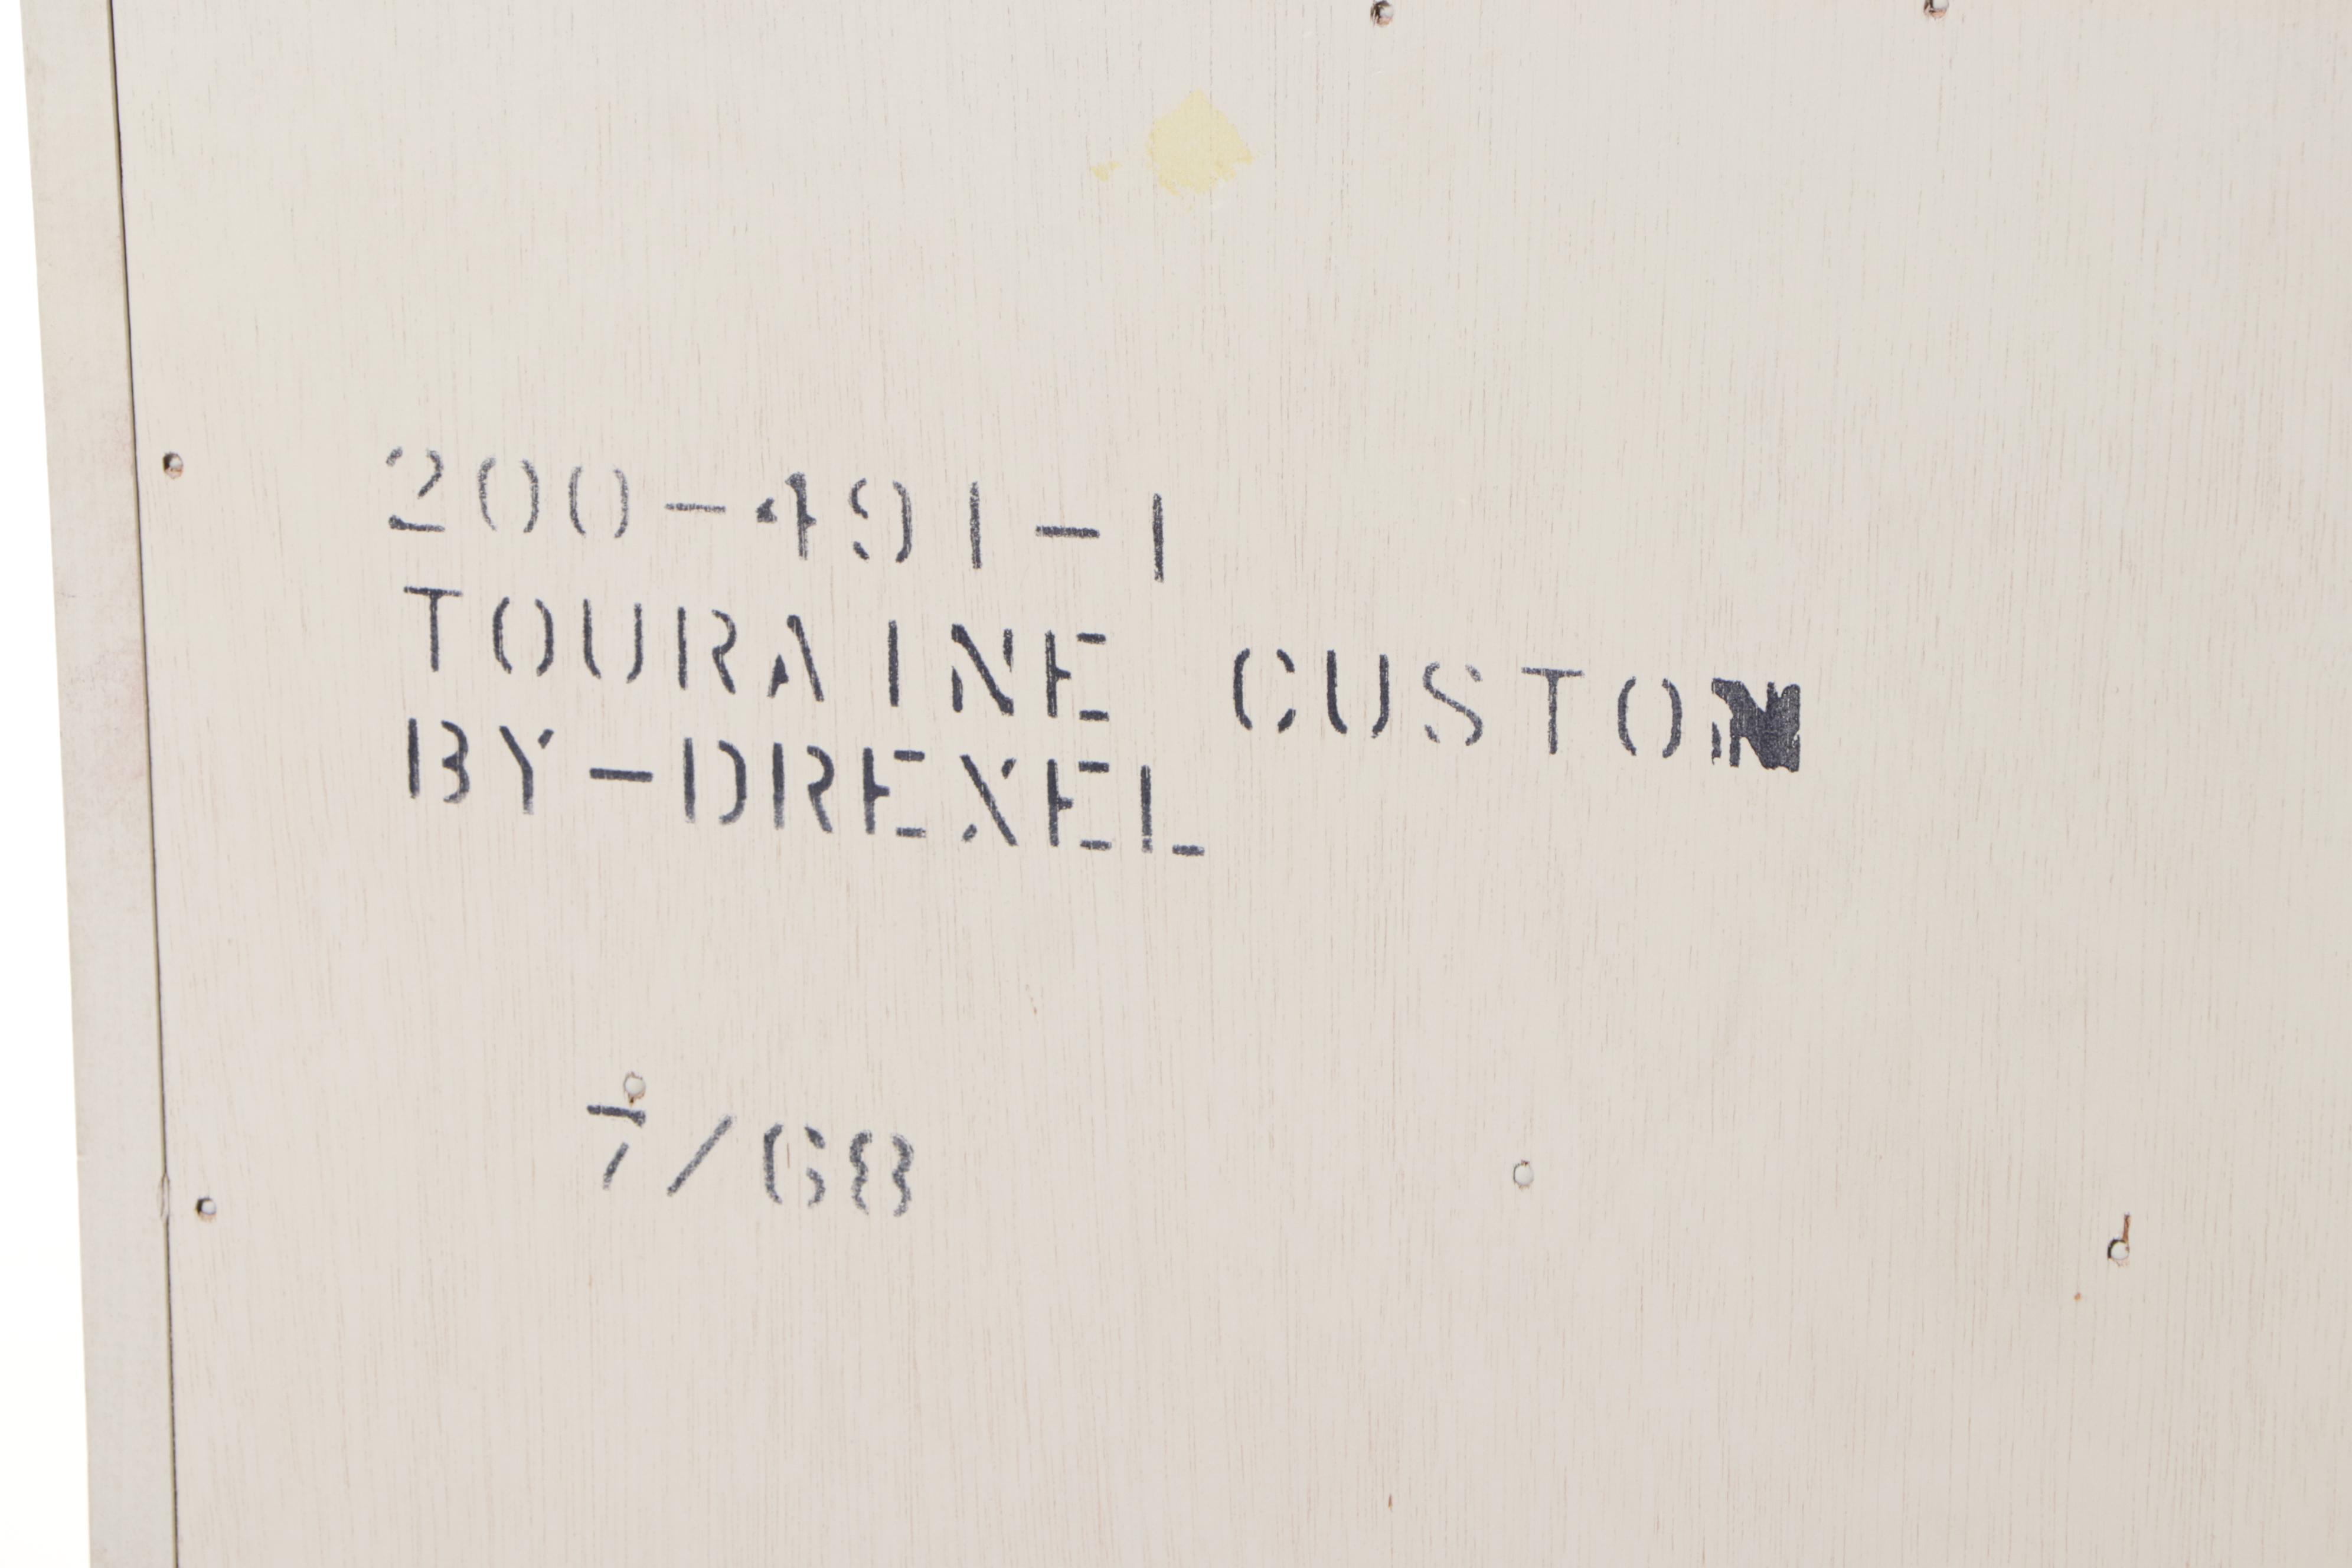 200-491-1
TOURAINE CUSTOM
BY-DREXEL
7/68